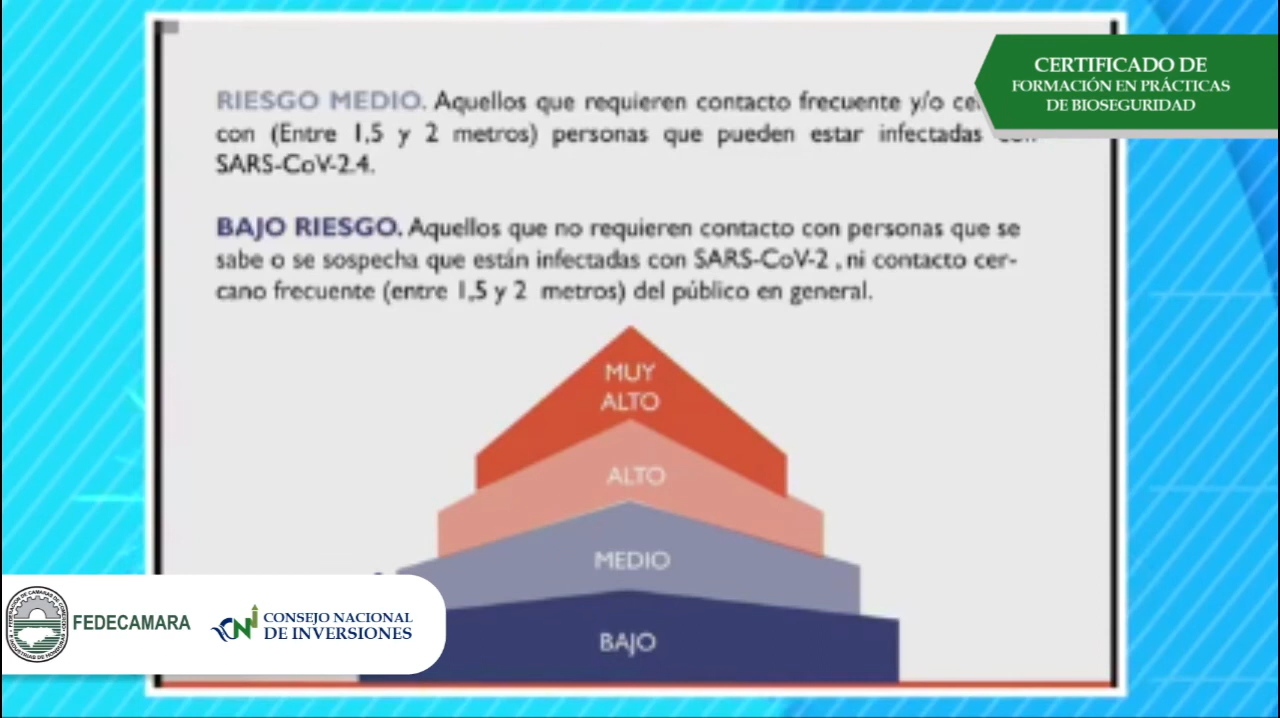 RIESGO MEDIO. Aquellos que requieren contacto frecuente y/o
con (Entre 1,5 y 2 metros) personas que pueden estar infectadas con
SARS-CoV-2.4.
BAJO RIESGO. Aquellos que no requieren contacto con personas que se
sabe o se sospecha que están infectadas con SARS-CoV-2 , ni contacto cer-
cano frecuente (entre 1,5 y 2 metros) del público en general.
CERTIFICADO DE
FORMACIÓN EN PRÁCTICAS
DE BIOSEGURIDAD
MUY
ALTO
ALTO
MEDIO
BAJO
FEDECAMARA
CNI
CONSEJO NACIONAL
DE INVERSIONES